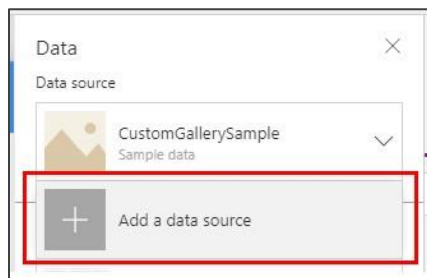 Data
Data source
CustomGallerySample
Sample data
Add a data source